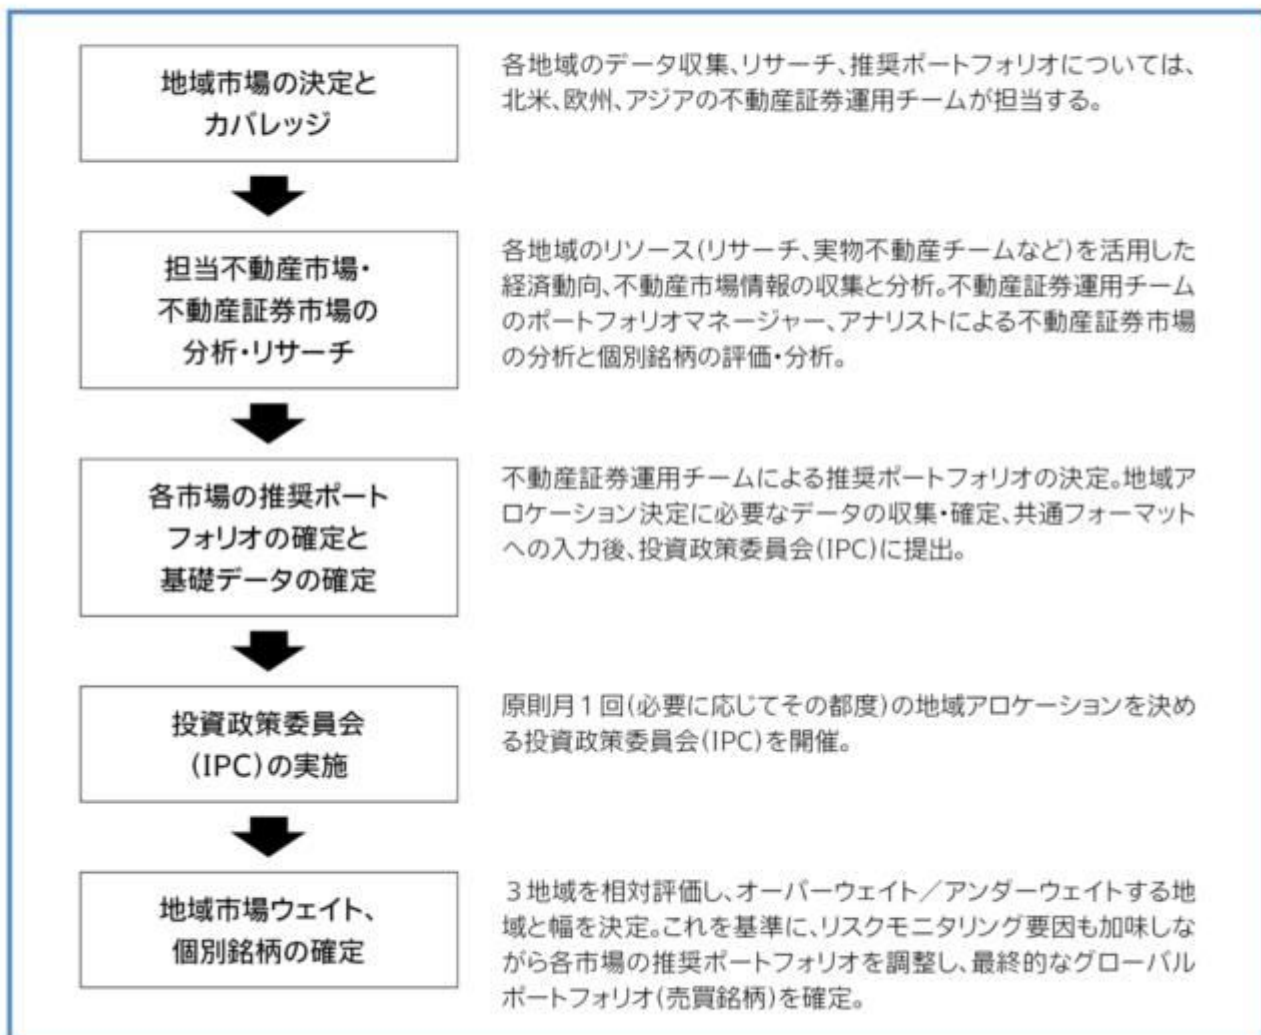 地域市場の決定と
カバレッジ
各地域のデータ収集、リサーチ、推奨ポートフォリオについては、
北米、欧州、アジアの不動産証券運用チームが担当する。
担当不動産市場・
不動産証券市場の
分析・リサーチ
各地域のリソース(リサーチ、実物不動産チームなど)を活用した
経済動向、不動産市場情報の収集と分析。不動産証券運用チーム
のポートフォリオマネージャー、アナリストによる不動産証券市場
の分析と個別銘柄の評価・分析。
各市場の推奨ポート
フォリオの確定と
基礎データの確定
不動産証券運用チームによる推奨ポートフォリオの決定。地域ア
ロケーション決定に必要なデータの収集・確定、共通フォーマット
への入力後、投資政策委員会(IPC)に提出。
投資政策委員会
(IPC)の実施
原則月1回(必要に応じてその都度)の地域アロケーションを決め
る投資政策委員会(IPC)を開催。
地域市場ウェイト、
個別銘柄の確定
3地域を相対評価し、オーバーウェイト／アンダーウェイトする地
域と幅を決定。これを基準に、リスクモニタリング要因も加味しな
がら各市場の推奨ポートフォリオを調整し、最終的なグローバル
ポートフォリオ(売買銘柄)を確定。